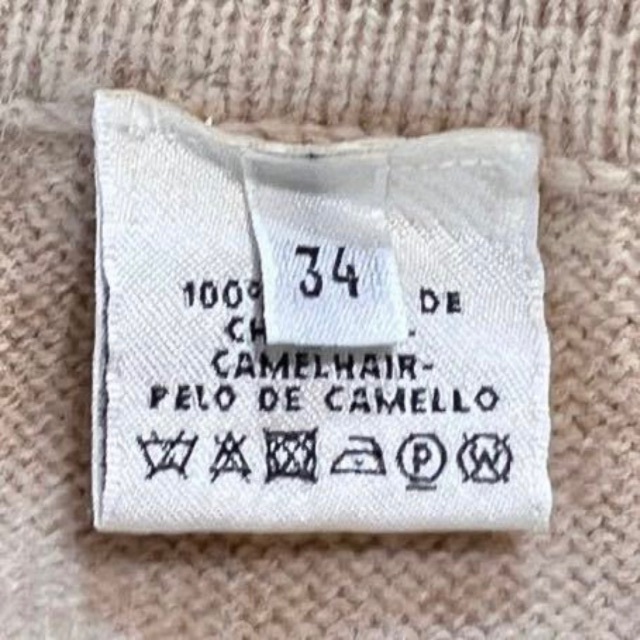 34
100% DE
CH -
CAMELHAIR-
PELO DE CAMELLO
P
W